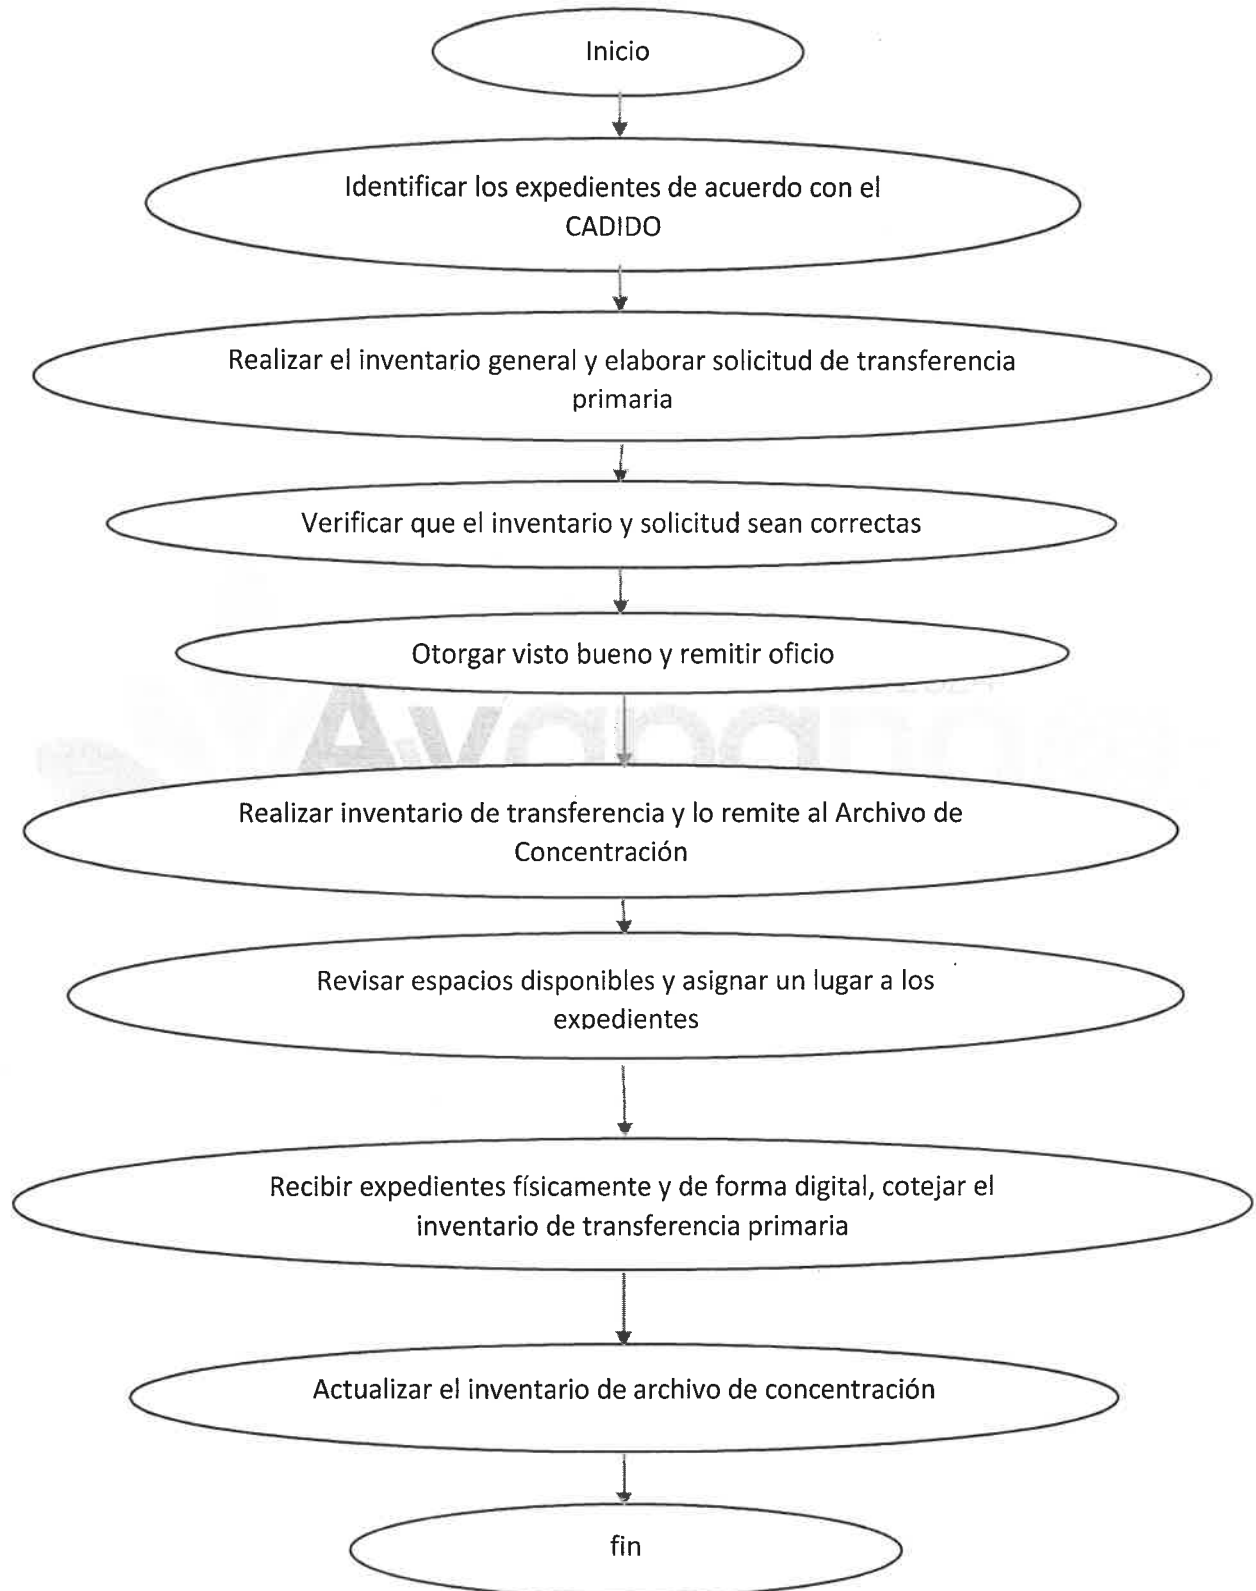 Inicio
Identificar los expedientes de acuerdo con el
CADIDO
Realizar el inventario general y elaborar solicitud de transferencia
primaria
Verificar que el inventario y solicitud sean correctas
Otorgar visto bueno y remitir oficio
Realizar inventario de transferencia y lo remite al Archivo de
Concentración
Revisar espacios disponibles y asignar un lugar a los
expedientes
Recibir expedientes físicamente y de forma digital, cotejar el
inventario de transferencia primaria
Actualizar el inventario de archivo de concentración
fin